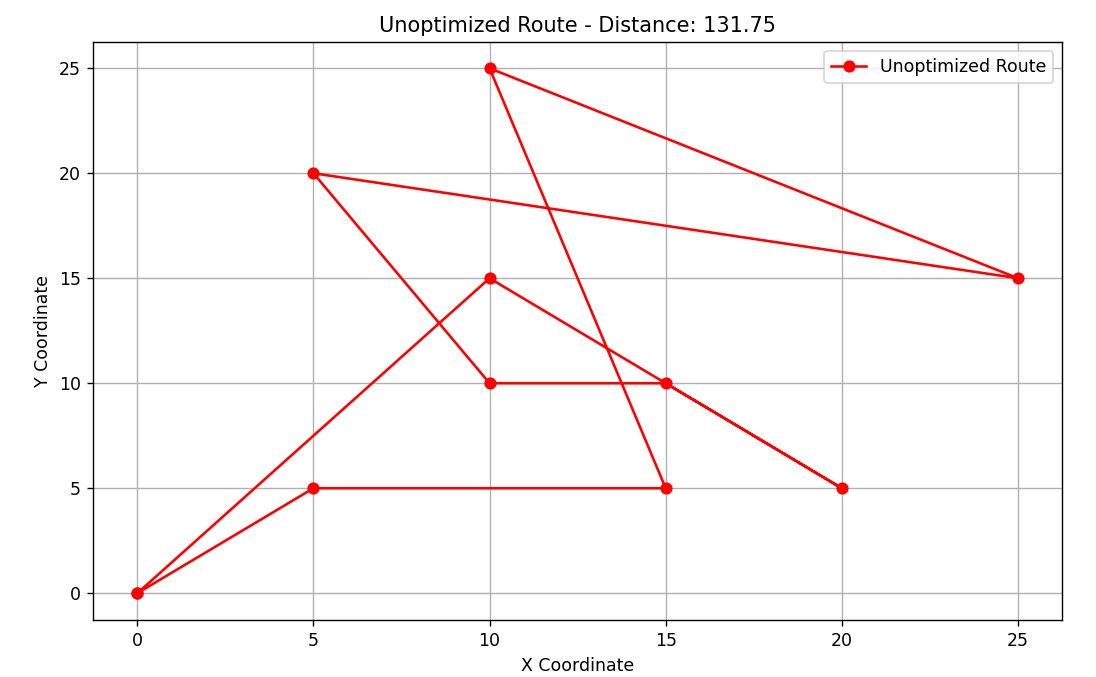 Unoptimized Route - Distance: 131.75
Unoptimized Route
25
20
15
10
5
0
Y Coordinate
0 5 10 15 20 25
X Coordinate